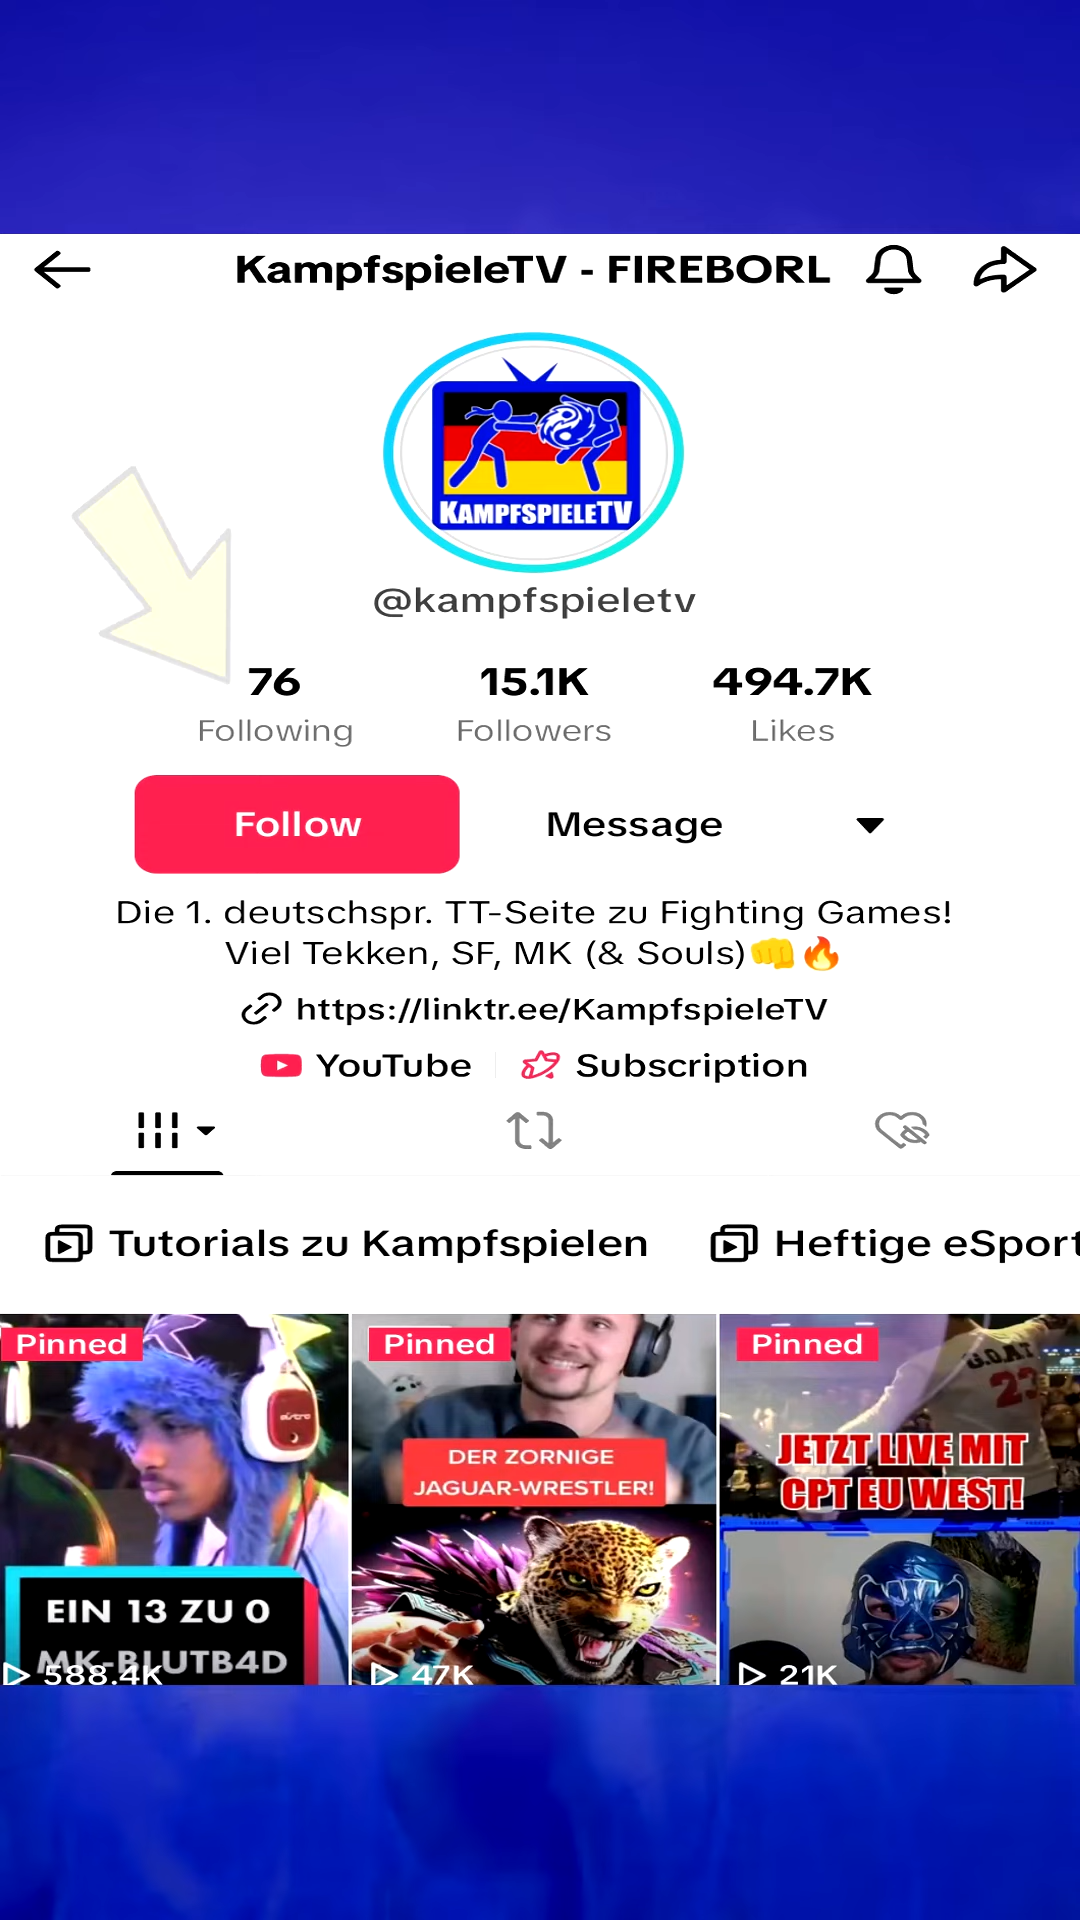 KampfspieleTV - FIREBORL
KAMPFSPIELETV
@kampfspieletv
76 15.1K 494.7K
Following Followers Likes
Follow Message
Die 1. deutschspr. TT-Seite zu Fighting Games!
Viel Tekken, SF, MK (& Souls)👊🔥
https://linktr.ee/KampfspieleTV
YouTube Subscription
Tutorials zu Kampfspielen Heftige eSport
Pinned Pinned Pinned
G.O.A.T
23
astro
DER ZORNIGE
JAGUAR-WRESTLER!
JETZT LIVE MIT
CPT EU WEST!
EIN 13 ZU 0
MK-BLUTB4D
588.4K 47K 21K